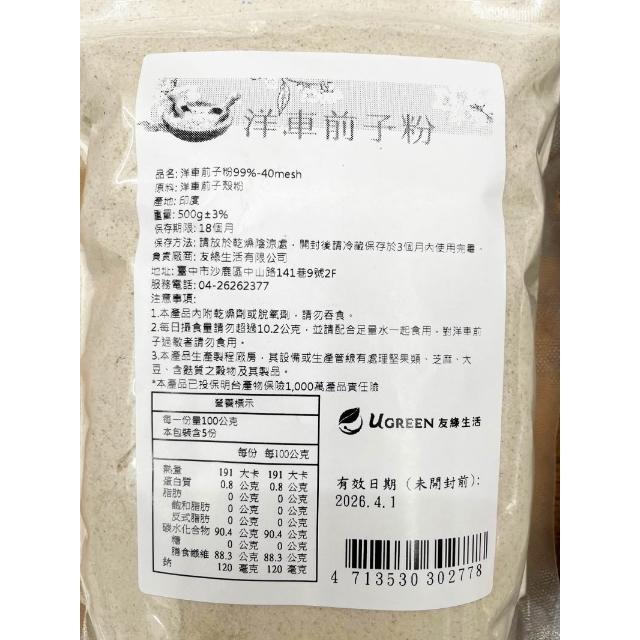 洋車前子粉
品名: 洋車前子粉99%-40mesh
原料: 洋車前子殼粉
產地: 印度
重量: 500g±3%
保存期限: 18個月
保存方法: 請放於乾燥陰涼處，開封後請冷藏保存於3個月內使用完畢。
負責廠商: 友綠生活有限公司
地址: 臺中市沙鹿區中山路141巷9號2F
服務電話: 04-26262377
注意事項:
1.本產品內附乾燥劑或脫氧劑，請勿吞食。
2.每日攝食量請勿超過10.2公克，並請配合足量水一起食用，對洋車前
子過敏者請勿食用。
3.本產品生產製程廠房，其設備或生產管線有處理堅果類、芝麻、大
豆、含麩質之穀物及其製品。
*本產品已投保明台產物保險1,000萬產品責任險
營養標示
每一份量100公克
本包裝含5份
每份 每100公克
熱量 191 大卡 191 大卡
蛋白質 0.8 公克 0.8 公克
脂肪 0 公克 0 公克
飽和脂肪 0 公克 0 公克
反式脂肪 0 公克 0 公克
碳水化合物 90.4 公克 90.4 公克
糖 0 公克 0 公克
膳食纖維 88.3 公克 88.3 公克
鈉 120 毫克 120 毫克
UGREEN 友綠生活
有效日期 (未開封前):
2026.4.1
4 713530 302778